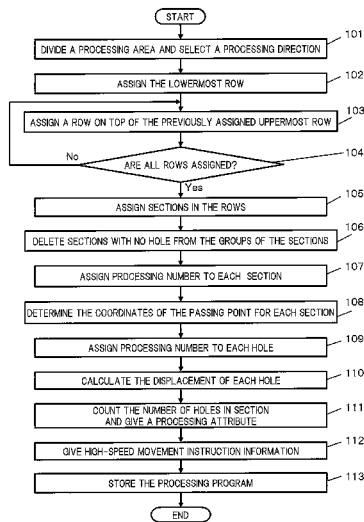 START
101
DIVIDE A PROCESSING AREA AND SELECT A PROCESSING DIRECTION
102
ASSIGN THE LOWERMOST ROW
103
ASSIGN A ROW ON TOP OF THE PREVIOUSLY ASSIGNED UPPERMOST ROW
No
104
ARE ALL ROWS ASSIGNED?
Yes
105
ASSIGN SECTIONS IN THE ROWS
106
DELETE SECTIONS WITH NO HOLE FROM THE GROUPS OF THE SECTIONS
107
ASSIGN PROCESSING NUMBER TO EACH SECTION
108
DETERMINE THE COORDINATES OF THE PASSING POINT FOR EACH SECTION
109
ASSIGN PROCESSING NUMBER TO EACH HOLE
110
CALCULATE THE DISPLACEMENT OF EACH HOLE
111
COUNT THE NUMBER OF HOLES IN SECTION
AND GIVE A PROCESSING ATTRIBUTE
112
GIVE HIGH-SPEED MOVEMENT INSTRUCTION INFORMATION
113
STORE THE PROCESSING PROGRAM
END